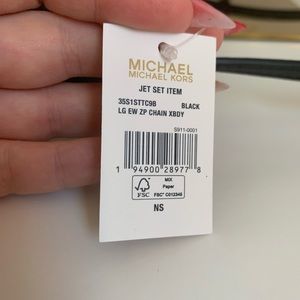 MICHAEL
MICHAEL KORS
JET SET ITEM
35S1STTC9B BLACK
LG EW ZP CHAIN XBDY
S911-0001
1 94900 28977 8
FSC
MIX
Paper
FSC® C012345
NS